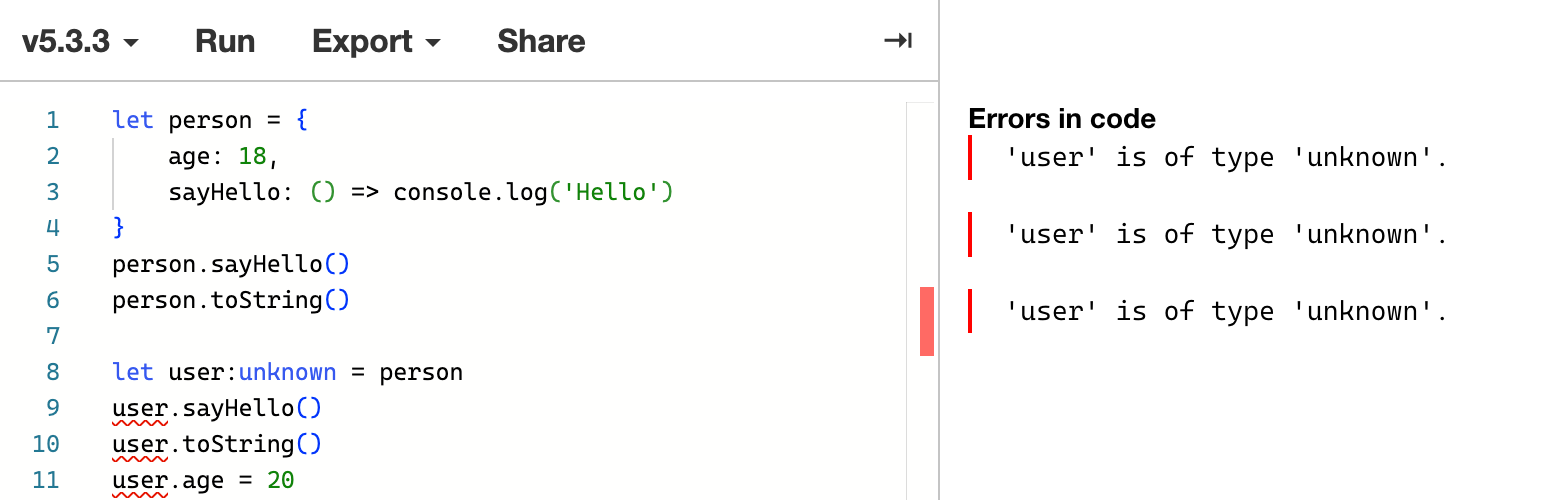 v5.3.3 Run Export Share
1 let person = {
2 age: 18,
3 sayHello: () => console.log('Hello')
4 }
5 person.sayHello()
6 person.toString()
7
8 let user:unknown = person
9 user.sayHello()
10 user.toString()
11 user.age = 20
Errors in code
'user' is of type 'unknown'.
'user' is of type 'unknown'.
'user' is of type 'unknown'.